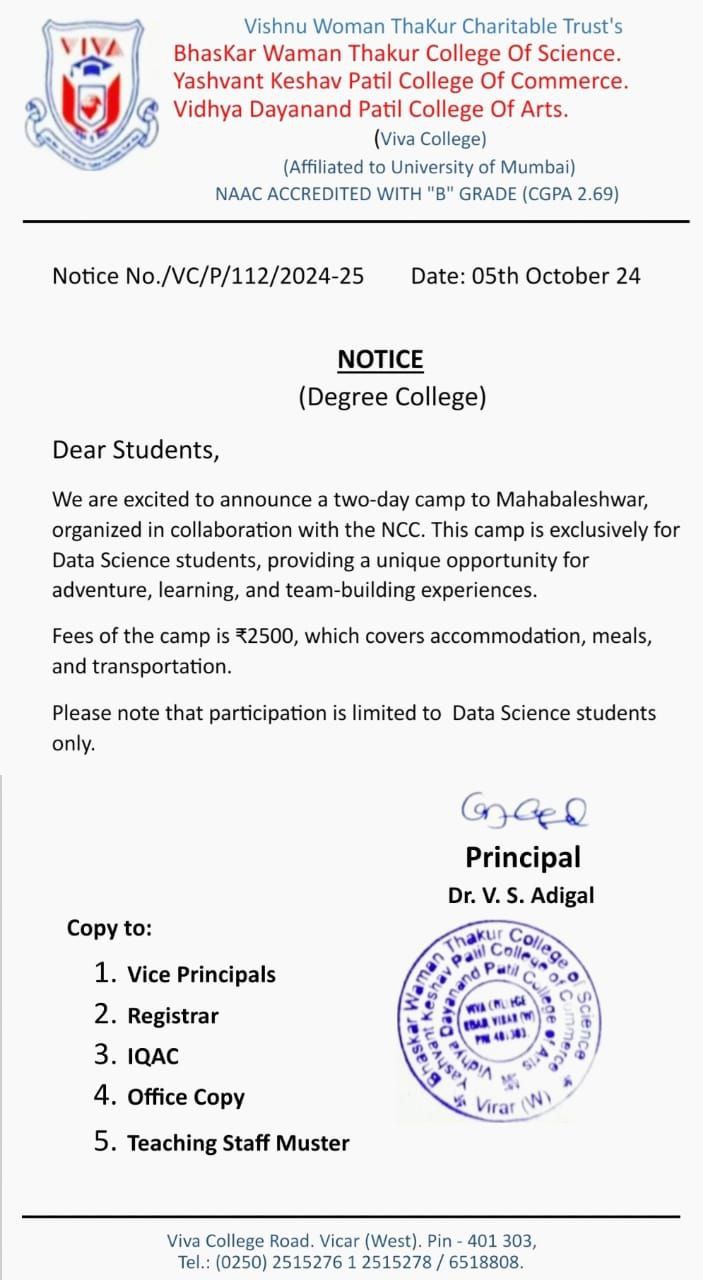 VIVA
Vishnu Woman ThaKur Charitable Trust's
BhasKar Waman Thakur College Of Science.
Yashvant Keshav Patil College Of Commerce.
Vidhya Dayanand Patil College Of Arts.
(Viva College)
(Affiliated to University of Mumbai)
NAAC ACCREDITED WITH "B" GRADE (CGPA 2.69)
Notice No./VC/P/112/2024-25 Date: 05th October 24
NOTICE
(Degree College)
Dear Students,
We are excited to announce a two-day camp to Mahabaleshwar,
organized in collaboration with the NCC. This camp is exclusively for
Data Science students, providing a unique opportunity for
adventure, learning, and team-building experiences.
Fees of the camp is ₹2500, which covers accommodation, meals,
and transportation.
Please note that participation is limited to Data Science students
only.
Principal
Dr. V. S. Adigal
Copy to:
1. Vice Principals
2. Registrar
3. IQAC
4. Office Copy
5. Teaching Staff Muster
Bhaskar Waman Thakur College of Science
Yashvant Keshav Patil College of Commerce
Vidhya Dayanand Patil College of Arts
VIRAR (W)
Virar (W)
Viva College Road. Vicar (West). Pin - 401 303,
Tel.: (0250) 2515276 1 2515278 / 6518808.